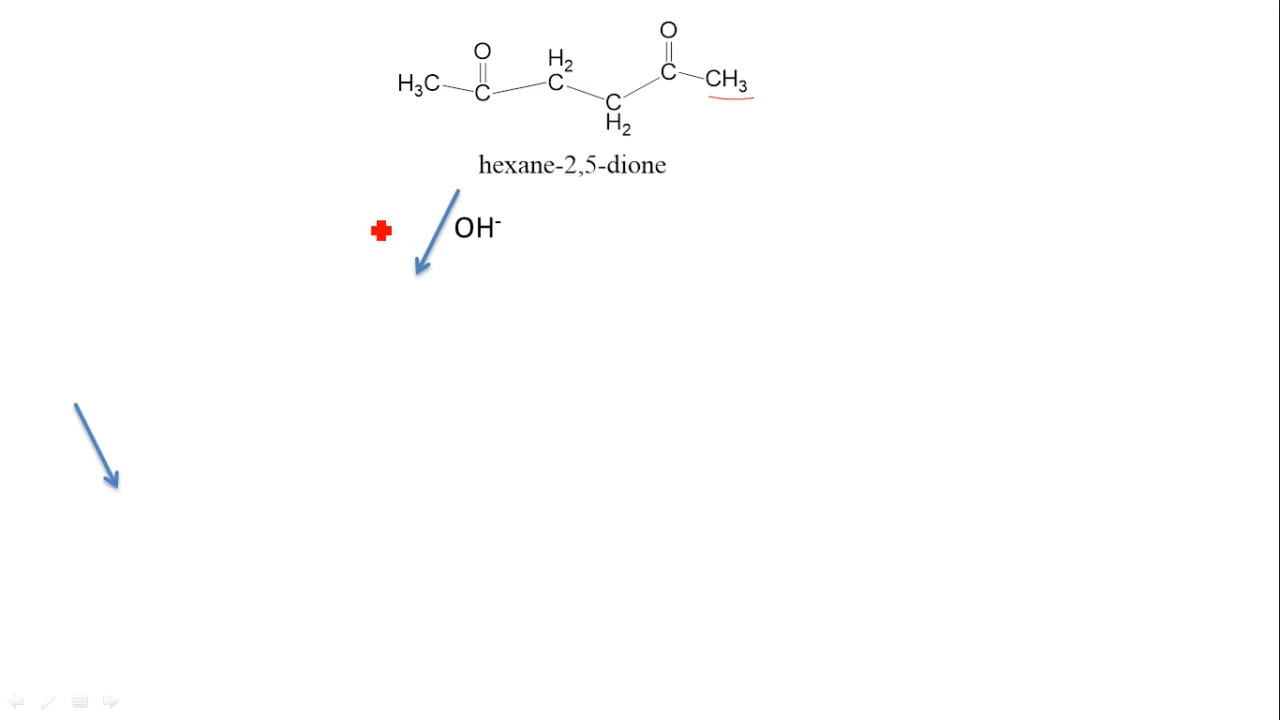 O
O
H₂
H₃C
C
C
C
CH₃
C
H₂
hexane-2,5-dione
OH⁻